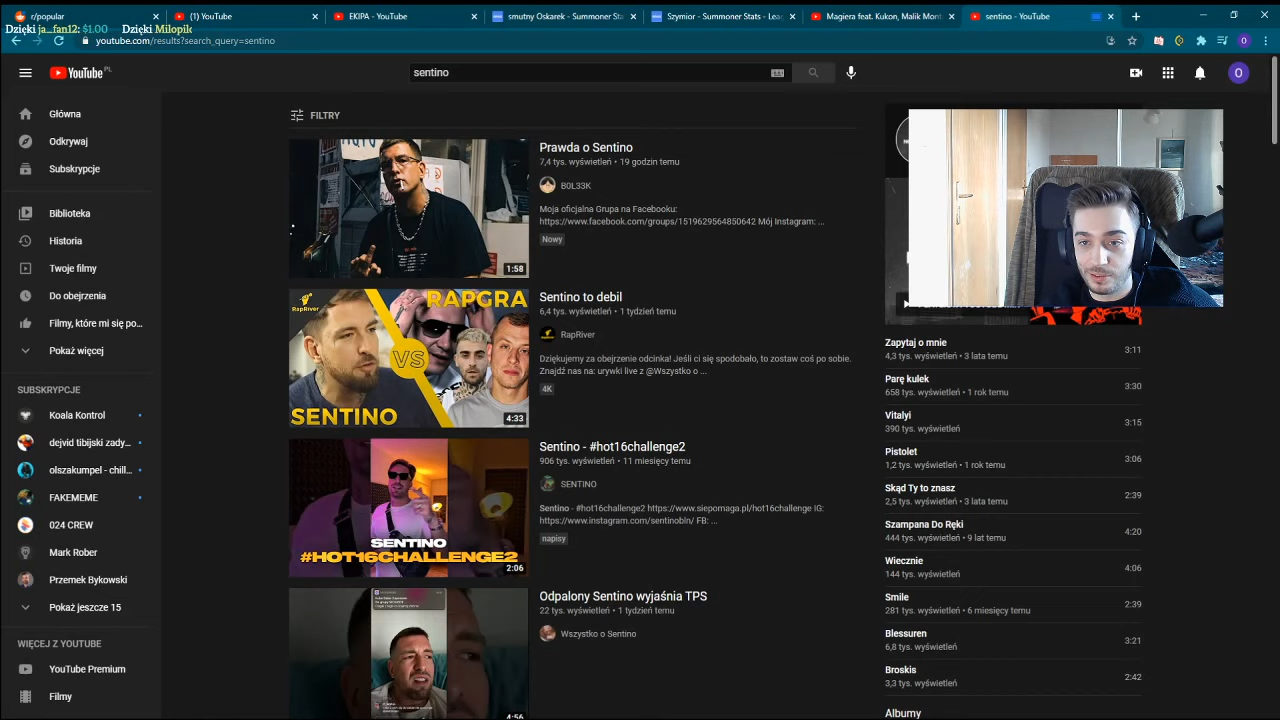 r/popular
(1) YouTube
EKIPA - YouTube
smutny Oskarek - Summoner Sta
Szymior - Summoner Stats - Lea
Magiera feat. Kukon, Malik Mont
sentino - YouTube
Dzięki ja...fan12: $1.00 Dzięki Miłopik
youtube.com/results?search_query=sentino
YouTube PL
sentino
O
Główna
Odkrywaj
Subskrypcje
Biblioteka
Historia
Twoje filmy
Do obejrzenia
Filmy, które mi się po...
Pokaż więcej
SUBSKRYPCJE
Koala Kontrol
dejvid tibijski zady...
olszakumpel - chill...
FAKEMEME
024 CREW
Mark Rober
Przemek Bykowski
Pokaż jeszcze 15
WIĘCEJ Z YOUTUBE
YouTube Premium
Filmy
FILTRY
1:58
Prawda o Sentino
7,4 tys. wyświetleń • 19 godzin temu
B0L33K
Moja oficjalna Grupa na Facebooku:
https://www.facebook.com/groups/1519629564850642 Mój Instagram: ...
Nowy
RapRiver
RAPGRA
VS
SENTINO
4:33
Sentino to debil
6,4 tys. wyświetleń • 1 tydzień temu
RapRiver
Dziękujemy za obejrzenie odcinka! Jeśli ci się spodobało, to zostaw coś po sobie.
Znajdź nas na: urywki live z @Wszystko o ...
4K
SENTINO
#HOT16CHALLENGE2
2:06
Sentino - #hot16challenge2
906 tys. wyświetleń • 11 miesięcy temu
SENTINO
Sentino - #hot16challenge2 https://www.siepomaga.pl/hot16challenge IG:
https://www.instagram.com/sentinobln/ FB: ...
napisy
4:56
Odpalony Sentino wyjaśnia TPS
22 tys. wyświetleń • 1 tydzień temu
Wszystko o Sentino
Zapytaj o mnie
4,3 tys. wyświetleń • 3 lata temu
3:11
Parę kulek
658 tys. wyświetleń • 1 rok temu
3:30
Vitalyi
390 tys. wyświetleń
3:15
Pistolet
1,2 tys. wyświetleń • 1 rok temu
3:06
Skąd Ty to znasz
2,5 tys. wyświetleń • 3 lata temu
2:39
Szampana Do Ręki
444 tys. wyświetleń • 9 lat temu
4:20
Wiecznie
144 tys. wyświetleń
4:06
Smile
281 tys. wyświetleń • 6 miesięcy temu
2:39
Blessuren
6,8 tys. wyświetleń
3:21
Broskis
3,3 tys. wyświetleń
2:42
Albumy